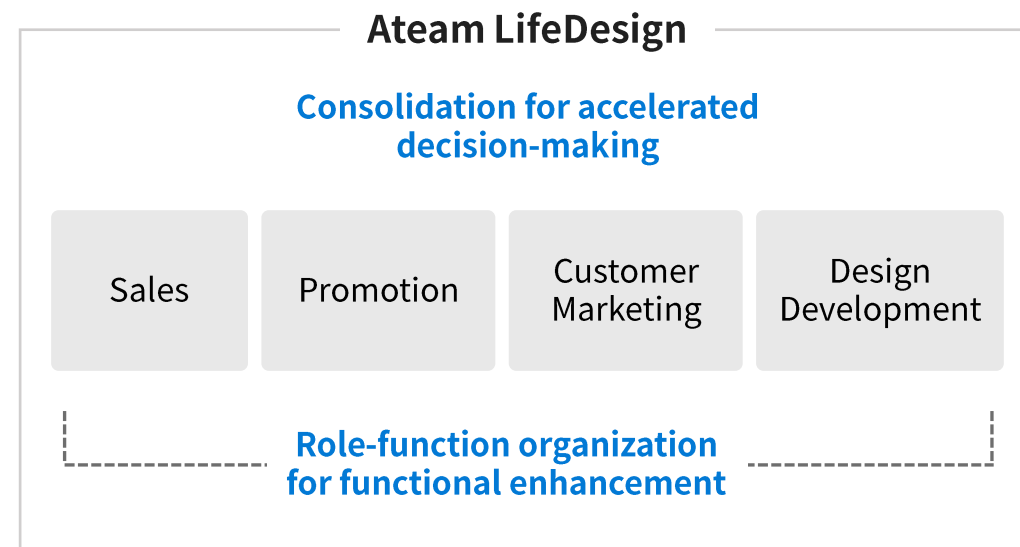 Ateam LifeDesign
Consolidation for accelerated
decision-making
Sales
Promotion
Customer
Marketing
Design
Development
Role-function organization
for functional enhancement